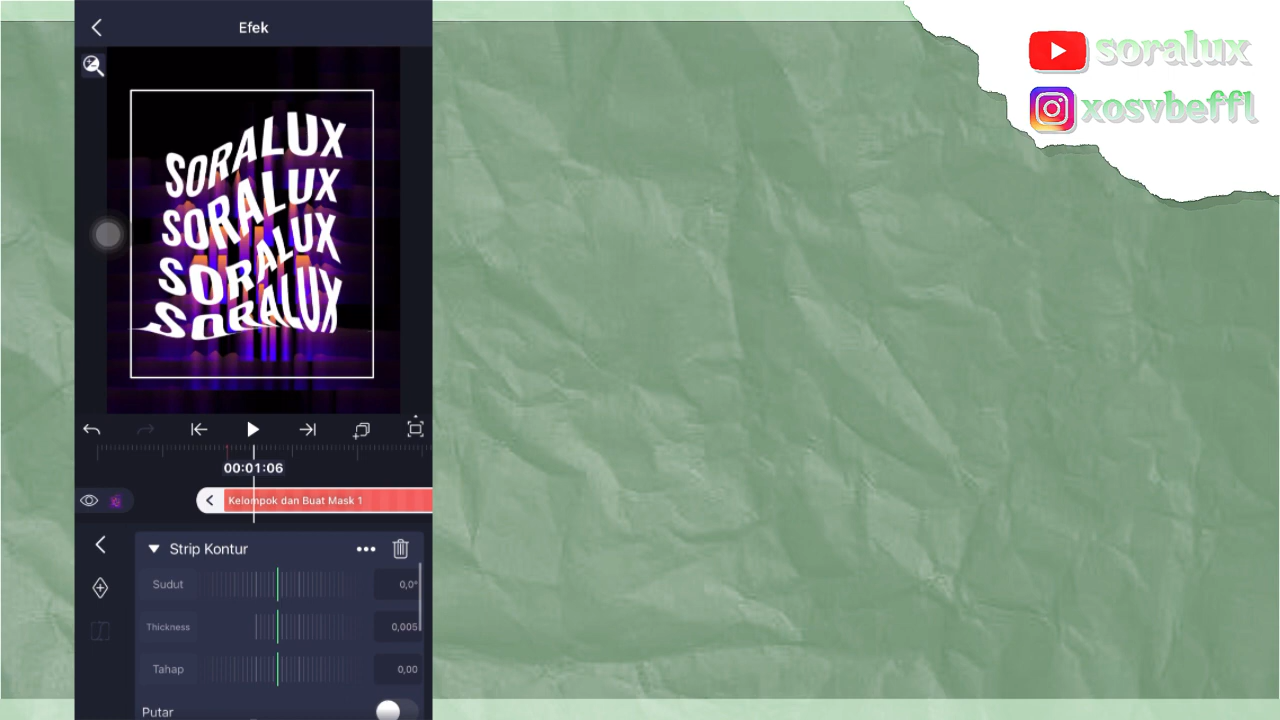 Efek
SORALUX
SORALUX
SORALUX
SORALUX
00:01:06
Kelompok dan Buat Mask 1
Strip Kontur
Sudut 0,0°
Thickness 0,005
Tahap 0,00
Putar
soralux
xosvbeffl